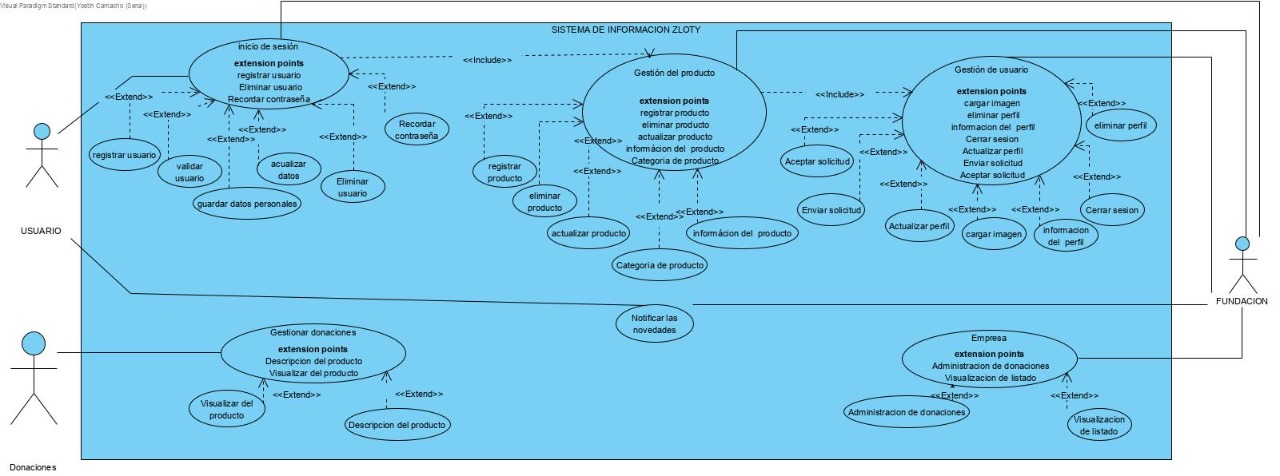 Visual Paradigm Standard(Yostin Camacho (Sena))
SISTEMA DE INFORMACION ZLOTY
inicio de sesión
extension points
registrar usuario
Eliminar usuario
Recordar contraseña
<<Include>>
Gestión del producto
extension points
registrar producto
eliminar producto
actualizar producto
informácion del producto
Categoria de producto
<<Include>>
Gestión de usuario
extension points
cargar imagen
eliminar perfil
informacion del perfil
Cerrar sesion
Actualizar perfil
Enviar solicitud
Aceptar solicitud
<<Extend>>
<<Extend>>
<<Extend>>
<<Extend>>
<<Extend>>
<<Extend>>
registrar usuario
validar
usuario
guardar datos personales
acualizar
datos
Eliminar
usuario
Recordar
contraseña
<<Extend>>
<<Extend>>
<<Extend>>
<<Extend>>
<<Extend>>
registrar
producto
eliminar
producto
actualizar producto
Categoria de producto
informácion del producto
<<Extend>>
<<Extend>>
<<Extend>>
<<Extend>>
<<Extend>>
<<Extend>>
<<Extend>>
Aceptar solicitud
Enviar solicitud
Actualizar perfil
cargar imagen
informacion
del perfil
Cerrar sesion
eliminar perfil
USUARIO
FUNDACION
Notificar las
novedades
Gestionar donaciones
extension points
Descripcion del producto
Visualizar del producto
<<Extend>>
<<Extend>>
Visualizar del
producto
Descripcion del producto
Empresa
extension points
Administracion de donaciones
Visualizacion de listado
<<Extend>>
<<Extend>>
Administracion de donaciones
Visualizacion
de listado
Donaciones